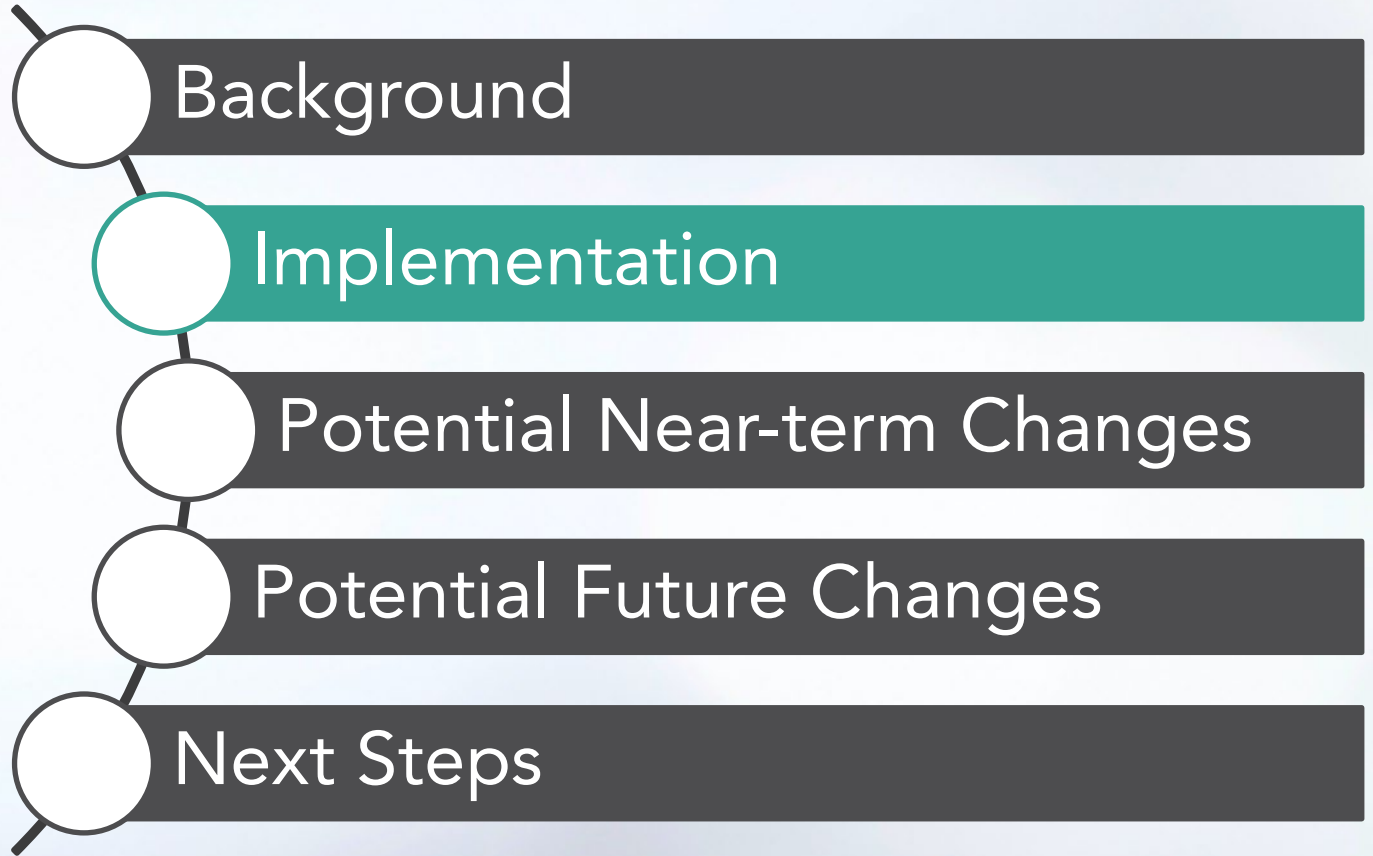 Background
Implementation
Potential Near-term Changes
Potential Future Changes
Next Steps